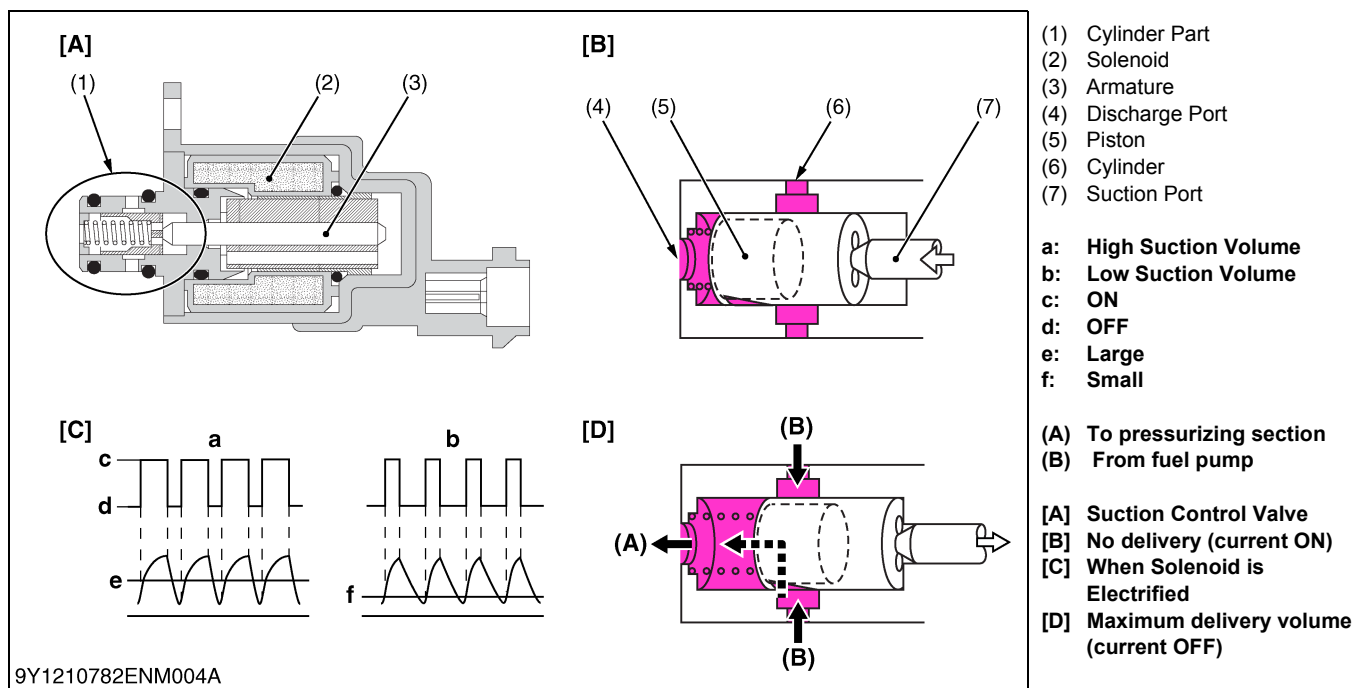 [A]
[B]
(1)
(2)
(3)
(4)
(5)
(6)
(7)
[C]
a
b
c
d
e
f
[D]
(B)
(A)
(B)
9Y1210782ENM004A
(1) Cylinder Part
(2) Solenoid
(3) Armature
(4) Discharge Port
(5) Piston
(6) Cylinder
(7) Suction Port
a: High Suction Volume
b: Low Suction Volume
c: ON
d: OFF
e: Large
f: Small
(A) To pressurizing section
(B) From fuel pump
[A] Suction Control Valve
[B] No delivery (current ON)
[C] When Solenoid is
Electrified
[D] Maximum delivery volume
(current OFF)